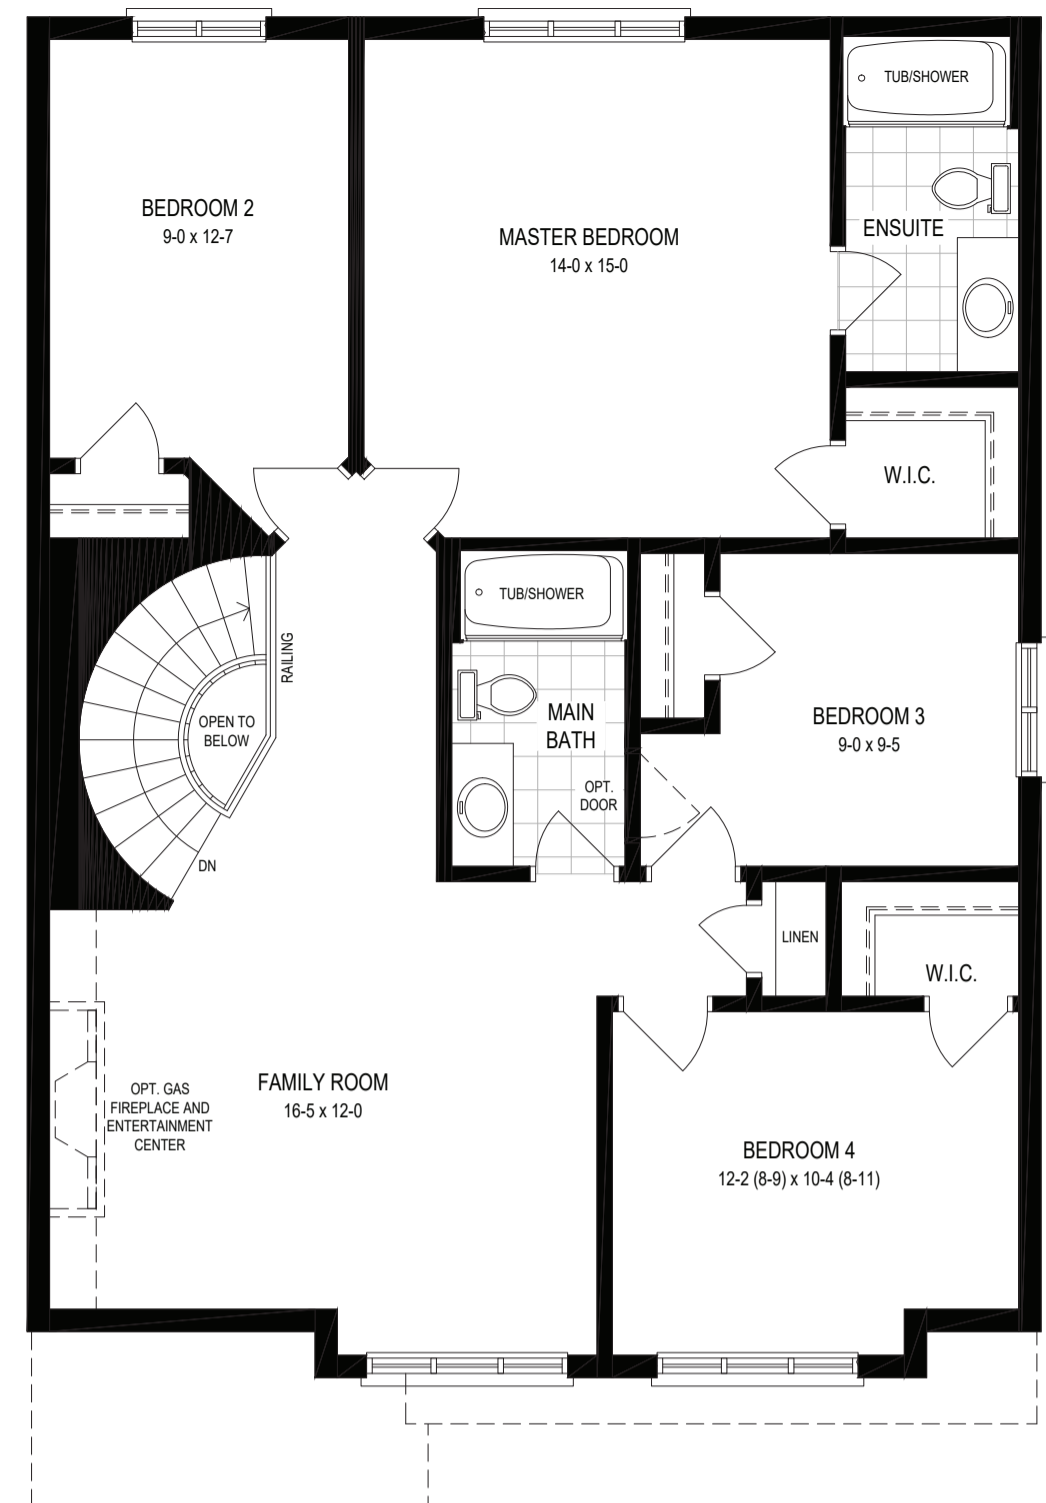 TUB/SHOWER
BEDROOM 2
9-0 x 12-7
MASTER BEDROOM
14-0 x 15-0
ENSUITE
W.I.C.
TUB/SHOWER
RAILING
OPEN TO
BELOW
MAIN
BATH
BEDROOM 3
9-0 x 9-5
OPT.
DOOR
DN
LINEN
W.I.C.
FAMILY ROOM
16-5 x 12-0
OPT. GAS
FIREPLACE AND
ENTERTAINMENT
CENTER
BEDROOM 4
12-2 (8-9) x 10-4 (8-11)